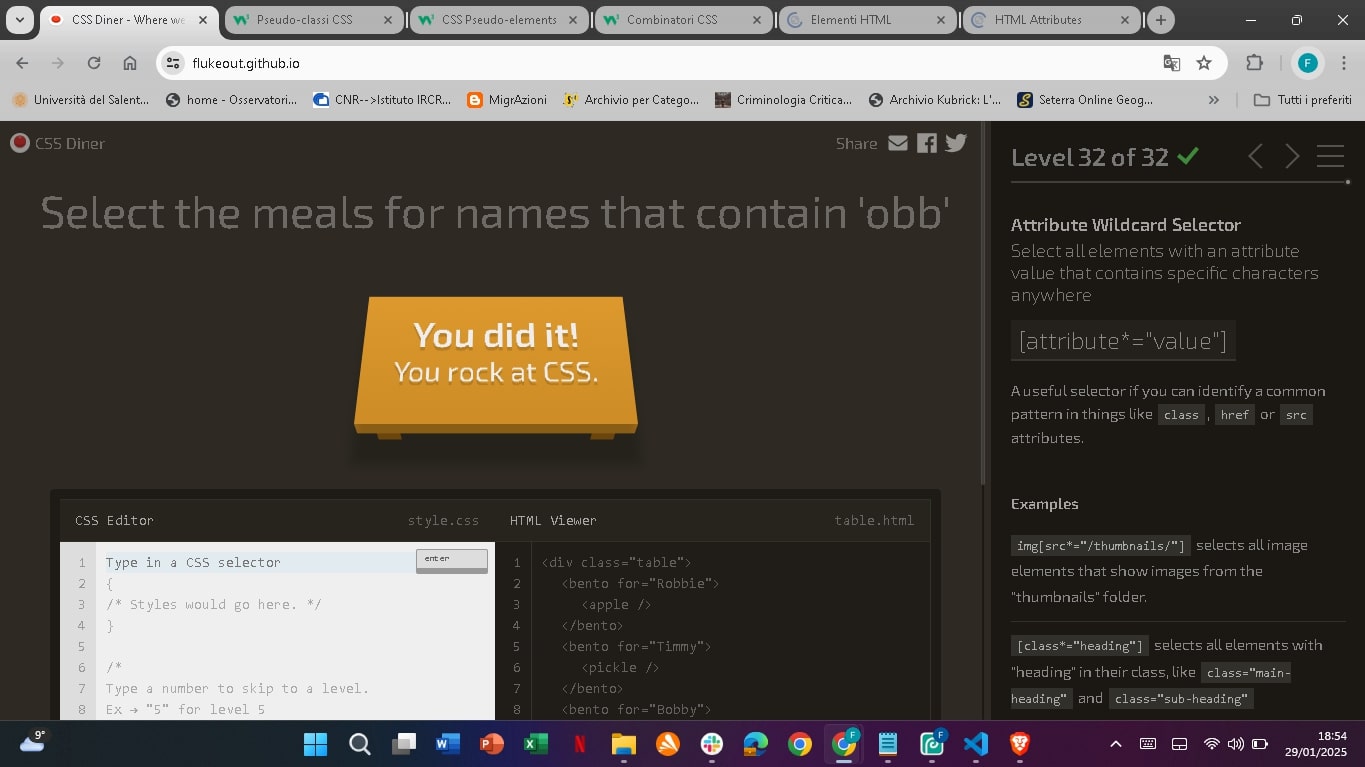 CSS Diner - Where we
Pseudo-classi CSS
CSS Pseudo-elements
Combinatori CSS
Elementi HTML
HTML Attributes
flukeout.github.io
F
Università del Salent...
home - Osservatori...
CNR-->Istituto IRCR...
MigrAzioni
Archivio per Catego...
Criminologia Critica...
Archivio Kubrick: L'...
Seterra Online Geog...
Tutti i preferiti
CSS Diner
Share
Select the meals for names that contain 'obb'
You did it!
You rock at CSS.
CSS Editor
style.css
HTML Viewer
table.html
1 Type in a CSS selector
enter
2 {
3 /* Styles would go here. */
4 }
5
6 /*
7 Type a number to skip to a level.
8 Ex → "5" for level 5
1 <div class="table">
2 <bento for="Robbie">
3 <apple />
4 </bento>
5 <bento for="Timmy">
6 <pickle />
7 </bento>
8 <bento for="Bobby">
Level 32 of 32
Attribute Wildcard Selector
Select all elements with an attribute
value that contains specific characters
anywhere
[attribute*="value"]
A useful selector if you can identify a common
pattern in things like class, href or src
attributes.
Examples
img[src*="/thumbnails/"] selects all image
elements that show images from the
"thumbnails" folder.
[class*="heading"] selects all elements with
"heading" in their class, like class="main-
heading" and class="sub-heading"
9°
18:54
29/01/2025